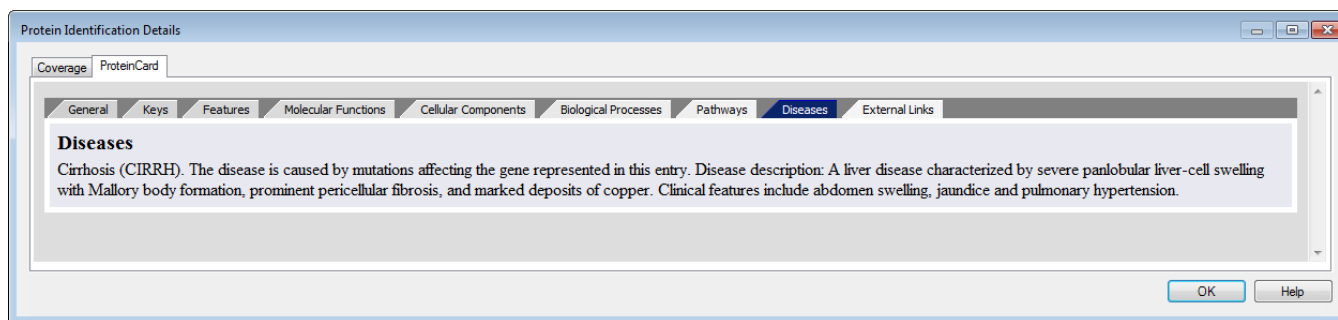 Protein Identification Details
Coverage ProteinCard
General Keys Features Molecular Functions Cellular Components Biological Processes Pathways Diseases External Links
Diseases
Cirrhosis (CIRRH). The disease is caused by mutations affecting the gene represented in this entry. Disease description: A liver disease characterized by severe panlobular liver-cell swelling
with Mallory body formation, prominent pericellular fibrosis, and marked deposits of copper. Clinical features include abdomen swelling, jaundice and pulmonary hypertension.
OK Help